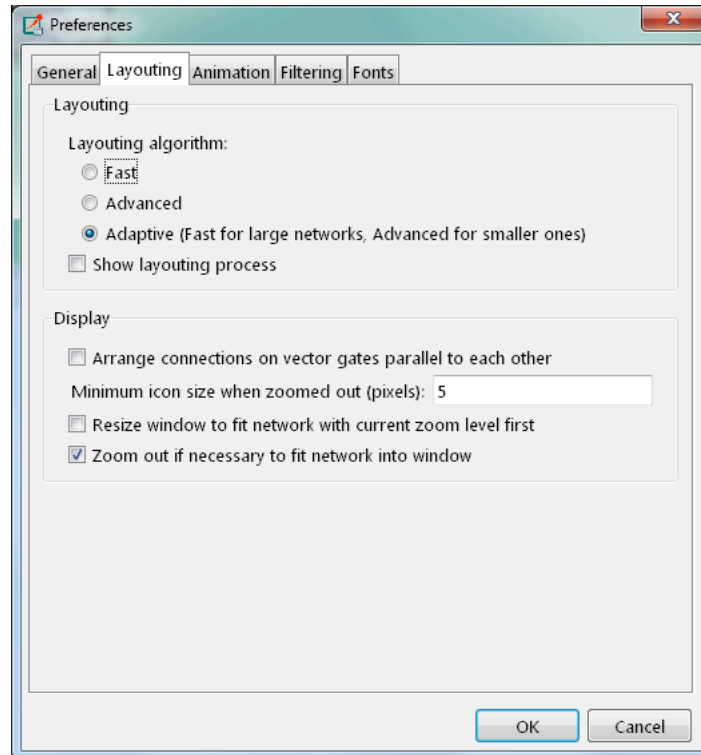 Preferences
General Layouting Animation Filtering Fonts
Layouting
Layouting algorithm:
Fast
Advanced
Adaptive (Fast for large networks, Advanced for smaller ones)
Show layouting process
Display
Arrange connections on vector gates parallel to each other
Minimum icon size when zoomed out (pixels): 5
Resize window to fit network with current zoom level first
Zoom out if necessary to fit network into window
OK Cancel